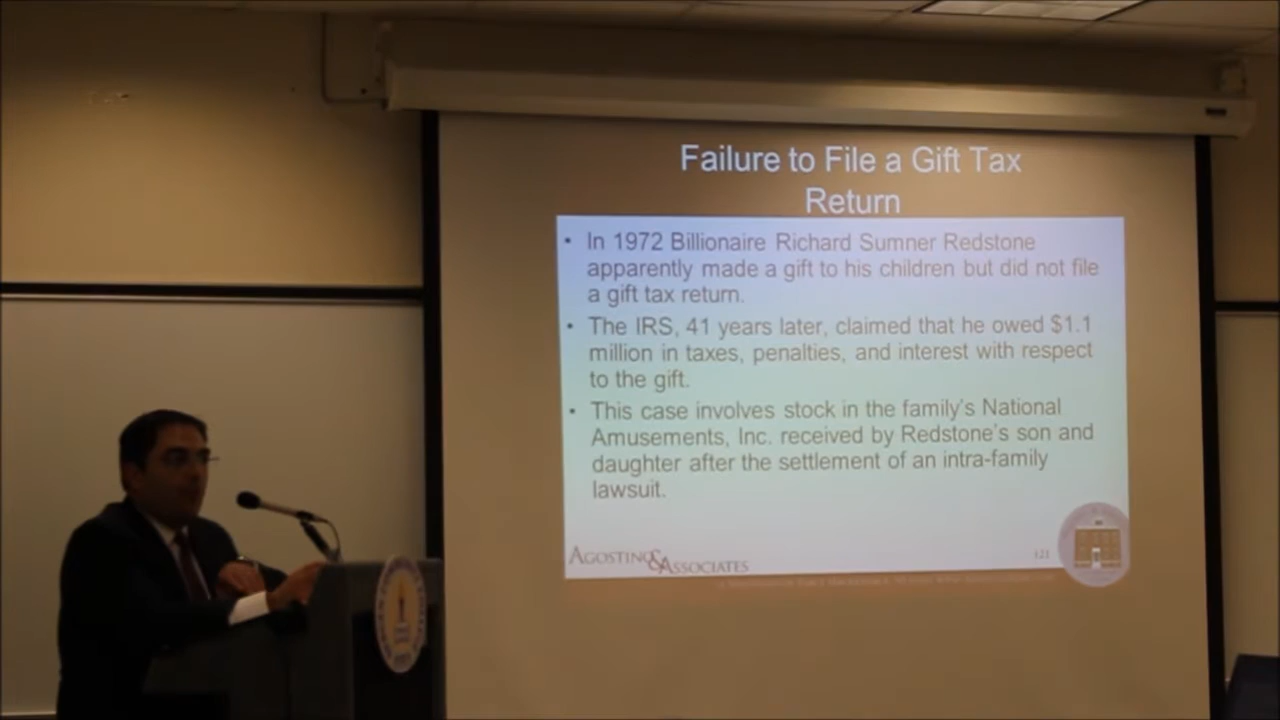 Failure to File a Gift Tax
Return
• In 1972 Billionaire Richard Sumner Redstone
apparently made a gift to his children but did not file
a gift tax return.
• The IRS, 41 years later, claimed that he owed $1.1
million in taxes, penalties, and interest with respect
to the gift.
• This case involves stock in the family's National
Amusements, Inc. received by Redstone's son and
daughter after the settlement of an intra-family
lawsuit.
AGOSTINO&ASSOCIATES
121